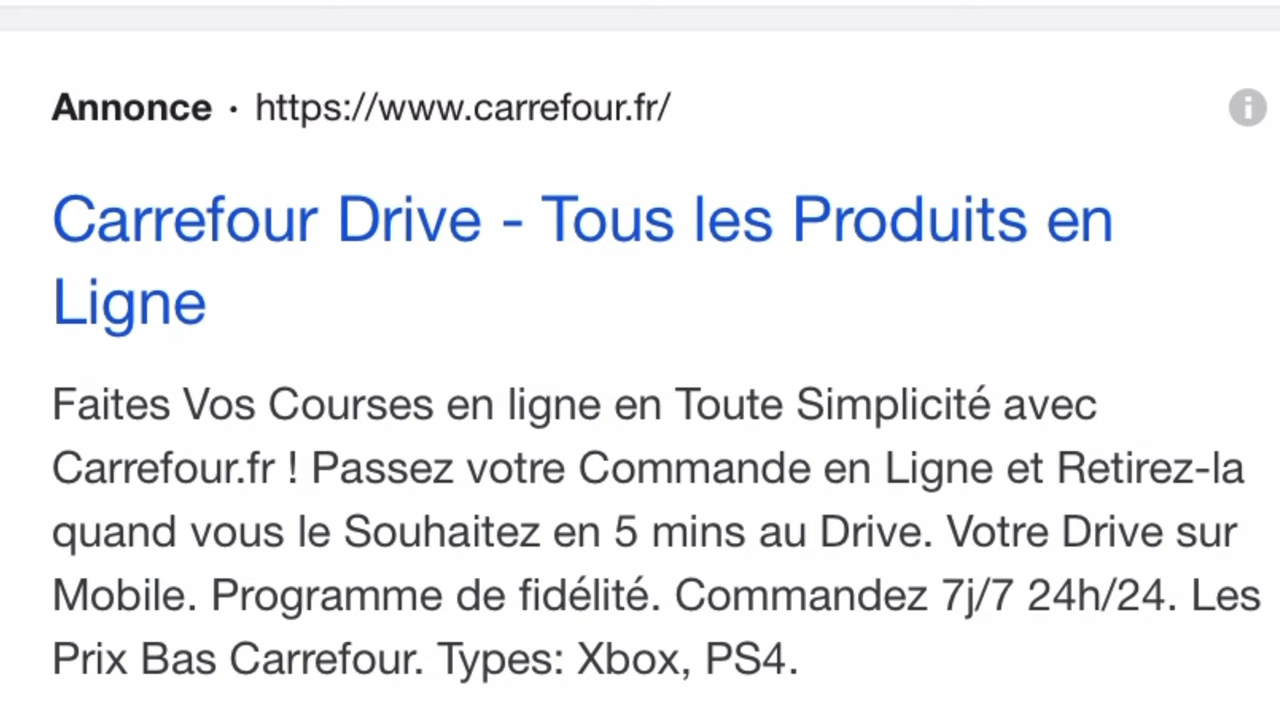 Annonce · https://www.carrefour.fr/
Carrefour Drive - Tous les Produits en
Ligne
Faites Vos Courses en ligne en Toute Simplicité avec
Carrefour.fr ! Passez votre Commande en Ligne et Retirez-la
quand vous le Souhaitez en 5 mins au Drive. Votre Drive sur
Mobile. Programme de fidélité. Commandez 7j/7 24h/24. Les
Prix Bas Carrefour. Types: Xbox, PS4.